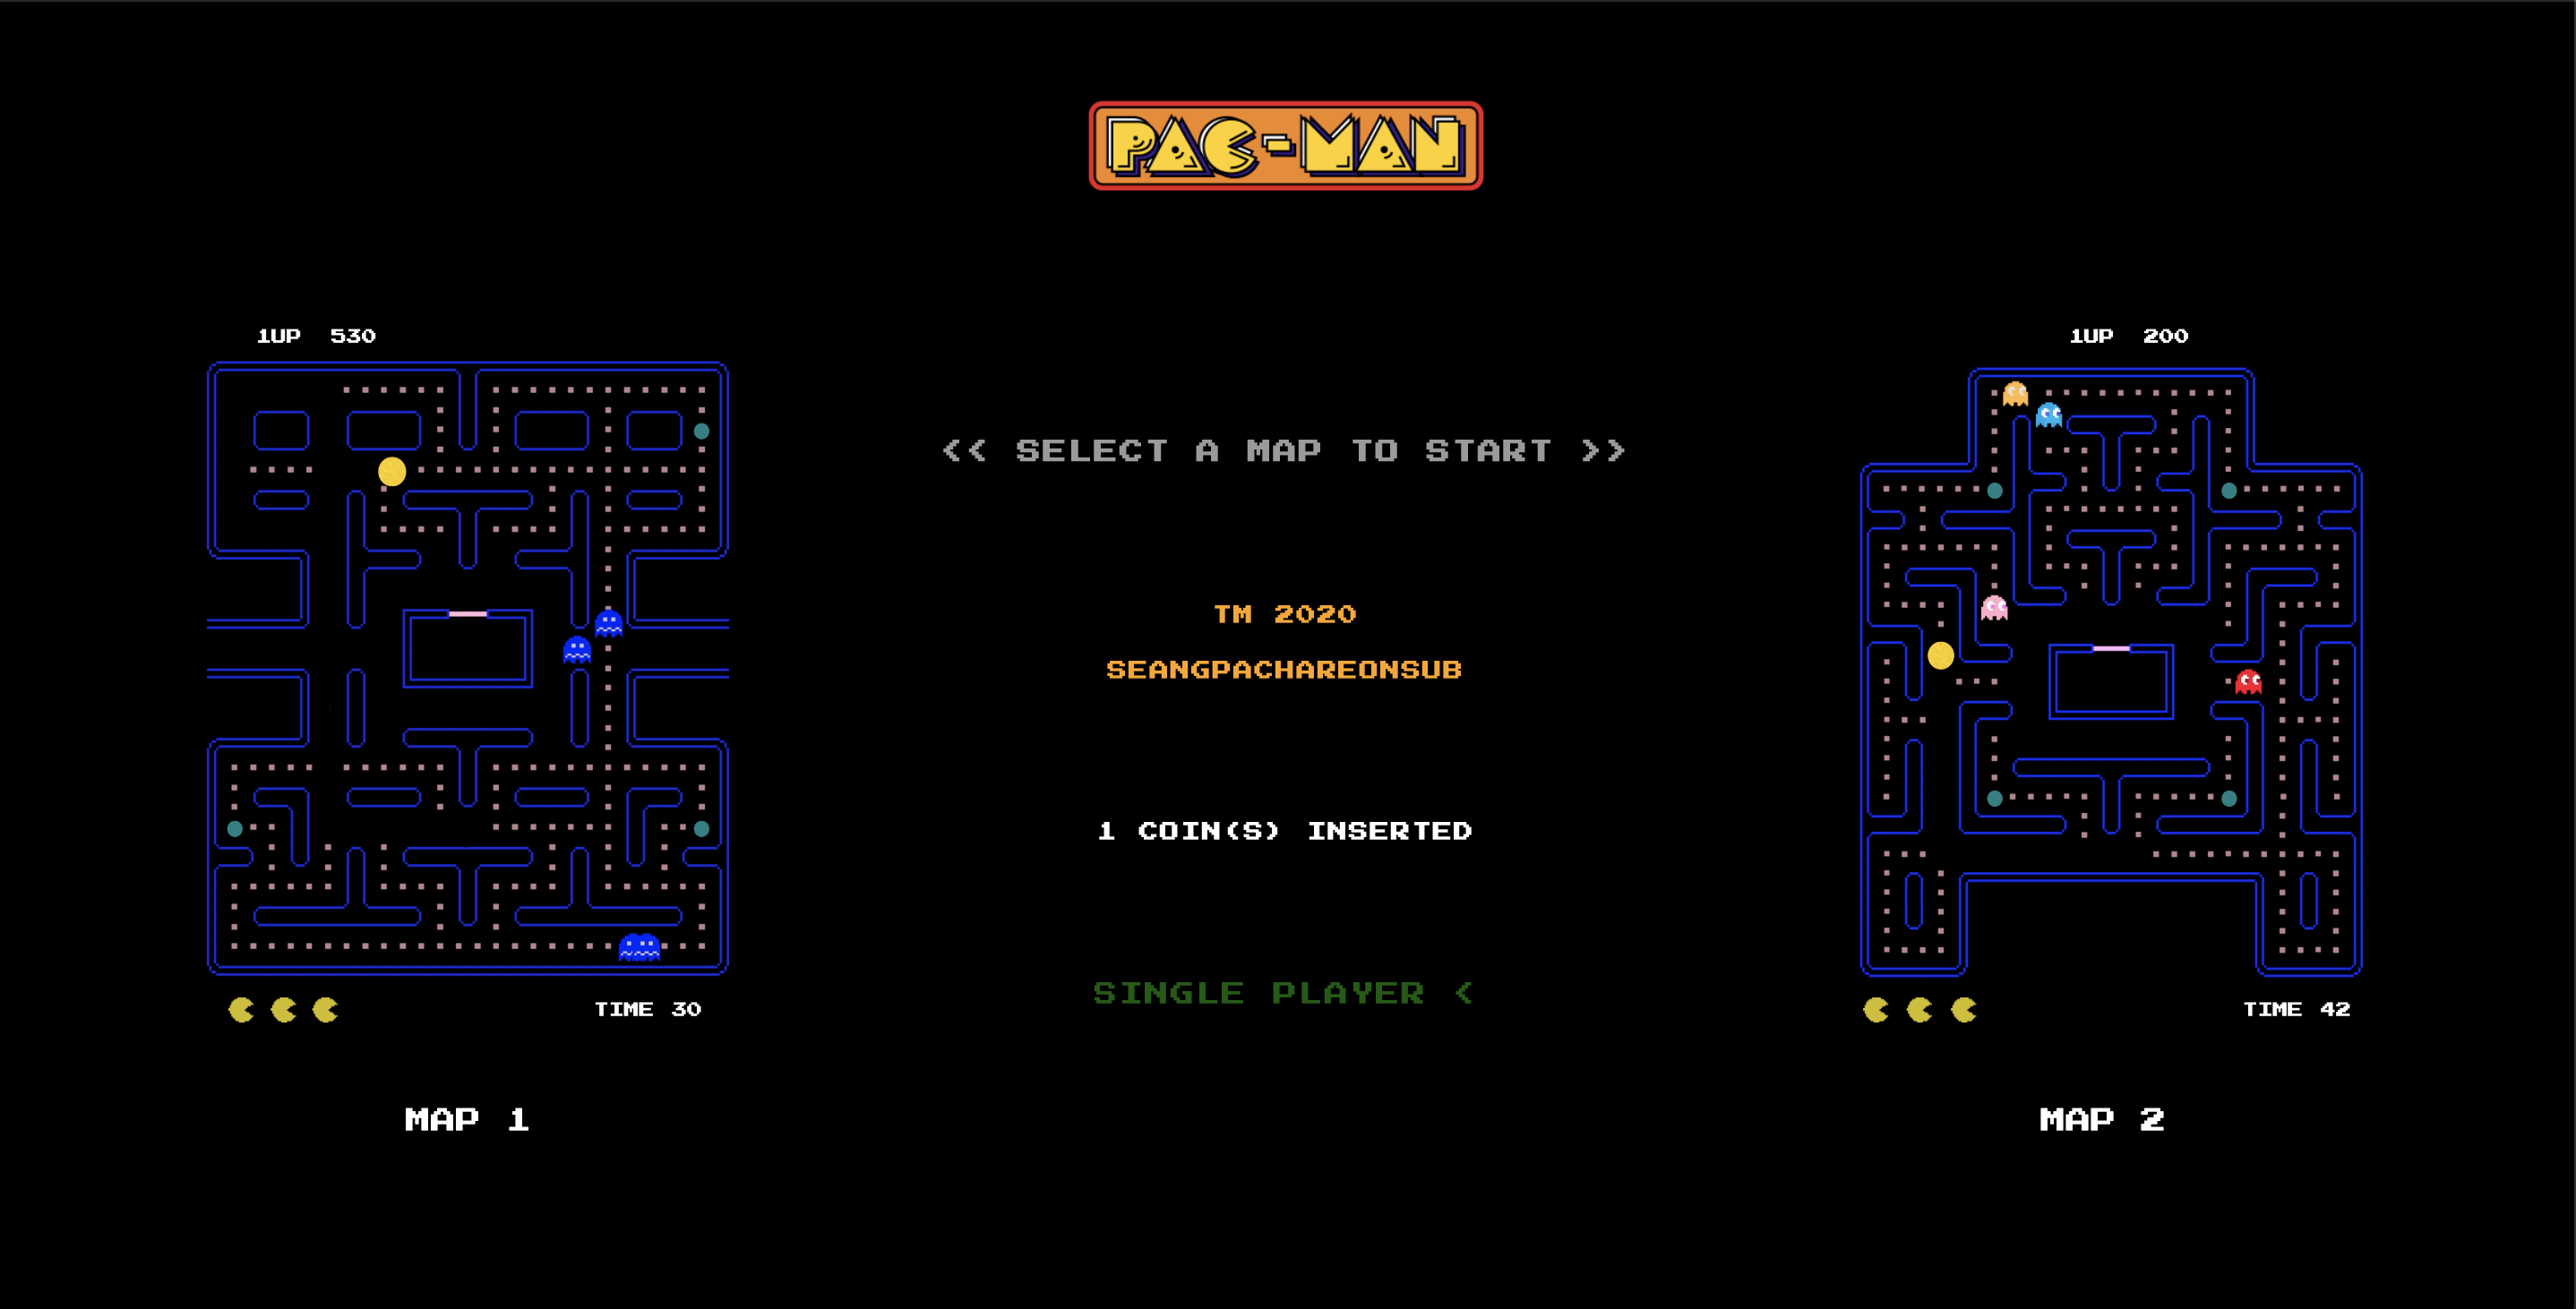 PAC-MAN
1UP 530
1UP 200
<< SELECT A MAP TO START >>
TM 2020
SEANGPACHAREONSUB
1 COIN(S) INSERTED
SINGLE PLAYER <
TIME 30
TIME 42
MAP 1
MAP 2